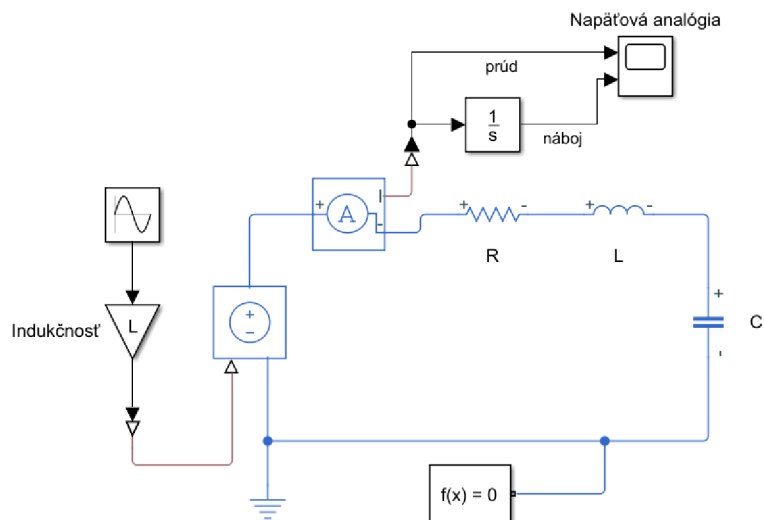 Napäťová analógia
prúd
1
s
náboj
+
I
A
-
+
-
+
-
R
L
+
-
Indukčnosť
L
+
C
-
f(x) = 0